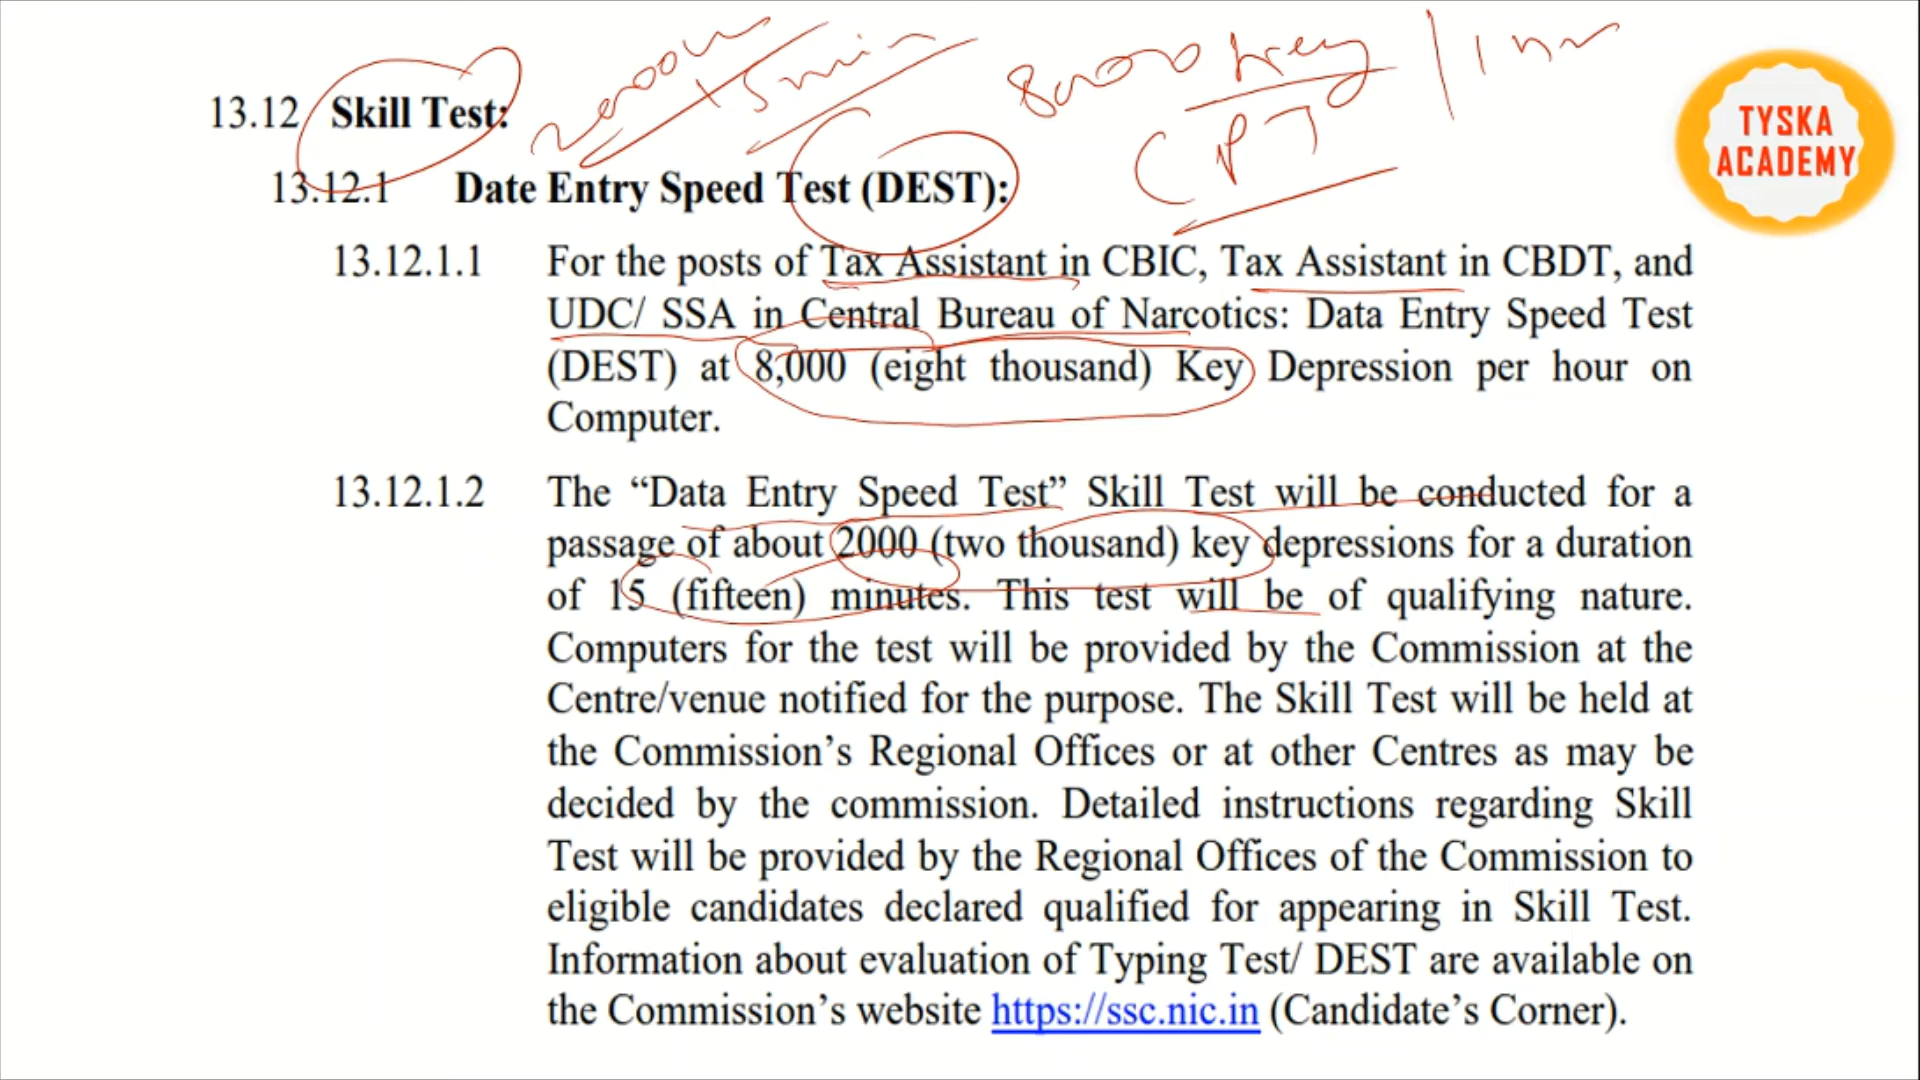 2000 15 min 8000 key / 1 hr
CPT
TYSKA
ACADEMY
13.12 Skill Test:
13.12.1 Date Entry Speed Test (DEST):
13.12.1.1 For the posts of Tax Assistant in CBIC, Tax Assistant in CBDT, and
UDC/ SSA in Central Bureau of Narcotics: Data Entry Speed Test
(DEST) at 8,000 (eight thousand) Key Depression per hour on
Computer.
13.12.1.2 The “Data Entry Speed Test” Skill Test will be conducted for a
passage of about 2000 (two thousand) key depressions for a duration
of 15 (fifteen) minutes. This test will be of qualifying nature.
Computers for the test will be provided by the Commission at the
Centre/venue notified for the purpose. The Skill Test will be held at
the Commission’s Regional Offices or at other Centres as may be
decided by the commission. Detailed instructions regarding Skill
Test will be provided by the Regional Offices of the Commission to
eligible candidates declared qualified for appearing in Skill Test.
Information about evaluation of Typing Test/ DEST are available on
the Commission’s website https://ssc.nic.in (Candidate’s Corner).